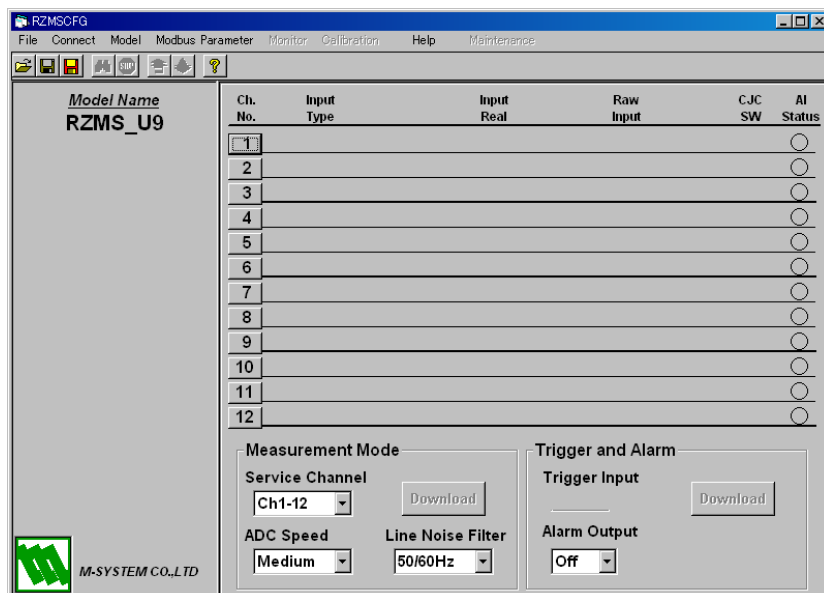 RZMSCFG
File Connect Model Modbus Parameter Monitor Calibration Help Maintenance
STOP
?
Model Name
RZMS_U9
Ch. No. Input Type Input Real Raw Input CJC SW AI Status
1
2
3
4
5
6
7
8
9
10
11
12
Measurement Mode
Service Channel
Ch1-12
Download
ADC Speed
Line Noise Filter
Medium
50/60Hz
Trigger and Alarm
Trigger Input
Download
Alarm Output
Off
M-SYSTEM CO.,LTD